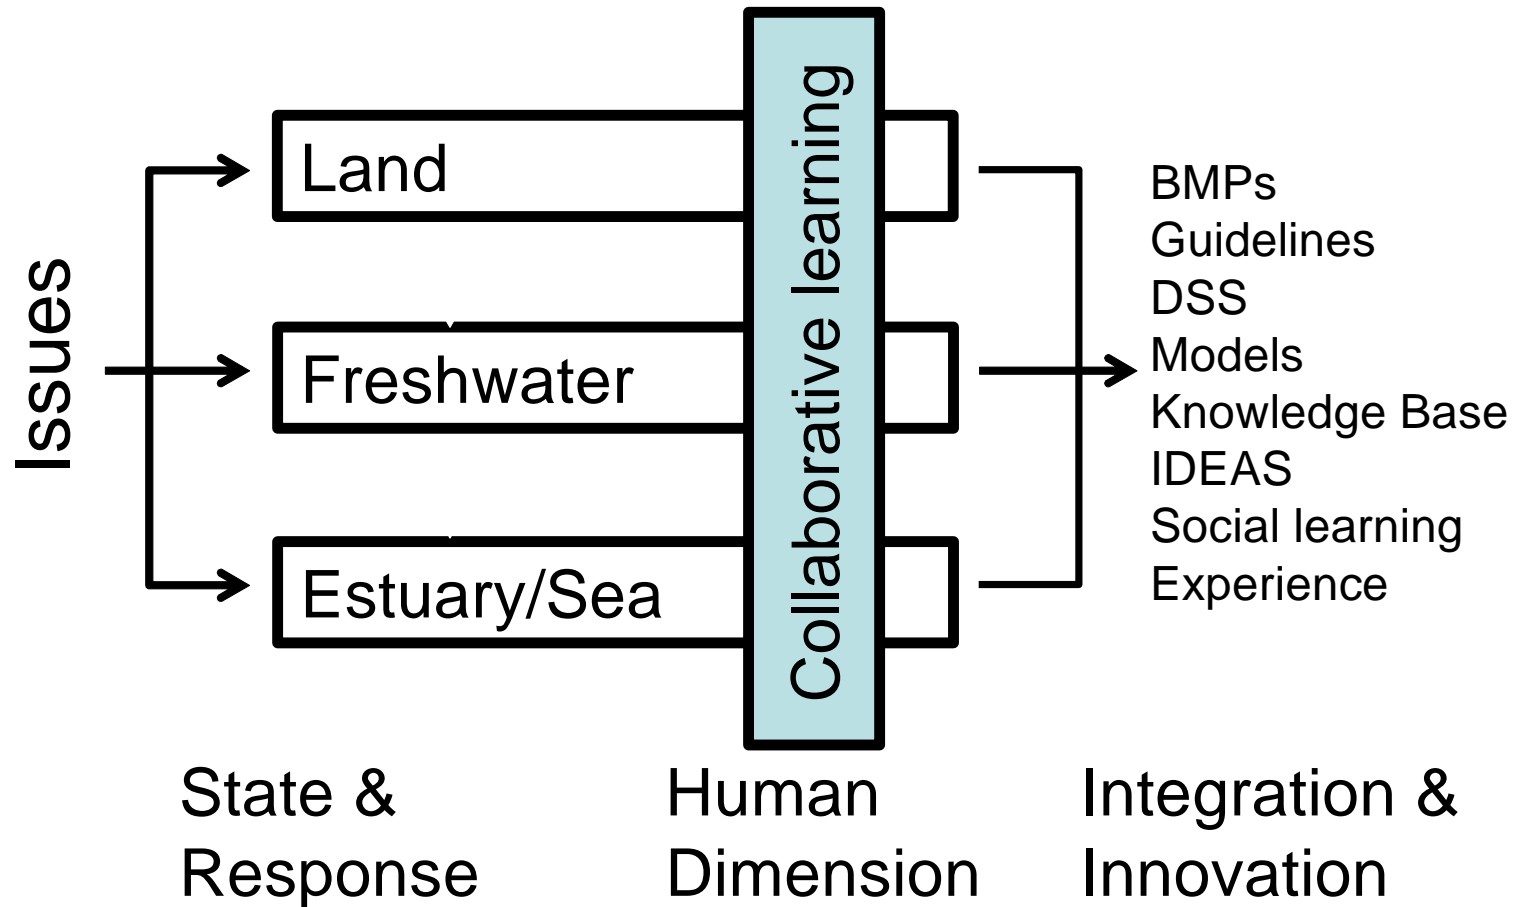 Issues
Land
Freshwater
Estuary/Sea
Collaborative learning
BMPs
Guidelines
DSS
Models
Knowledge Base
IDEAS
Social learning
Experience
State &
Response
Human
Dimension
Integration &
Innovation